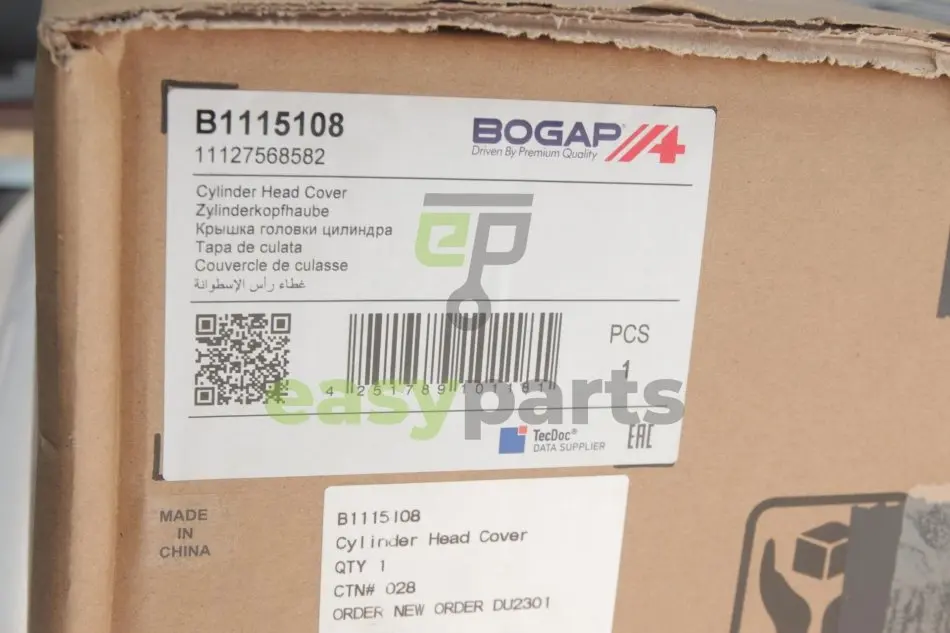 B1115108
11127568582
BOGAP
Driven By Premium Quality
Cylinder Head Cover
Zylinderkopfhaube
Крышка головки цилиндра
Tapa de culata
Couvercle de culasse
غطاء رأس الإسطوانة
ep
PCS
1
easyparts
TecDoc®
DATA SUPPLIER
EAC
MADE
IN
CHINA
B1115108
Cylinder Head Cover
QTY 1
CTN# 028
ORDER NEW ORDER DU2301